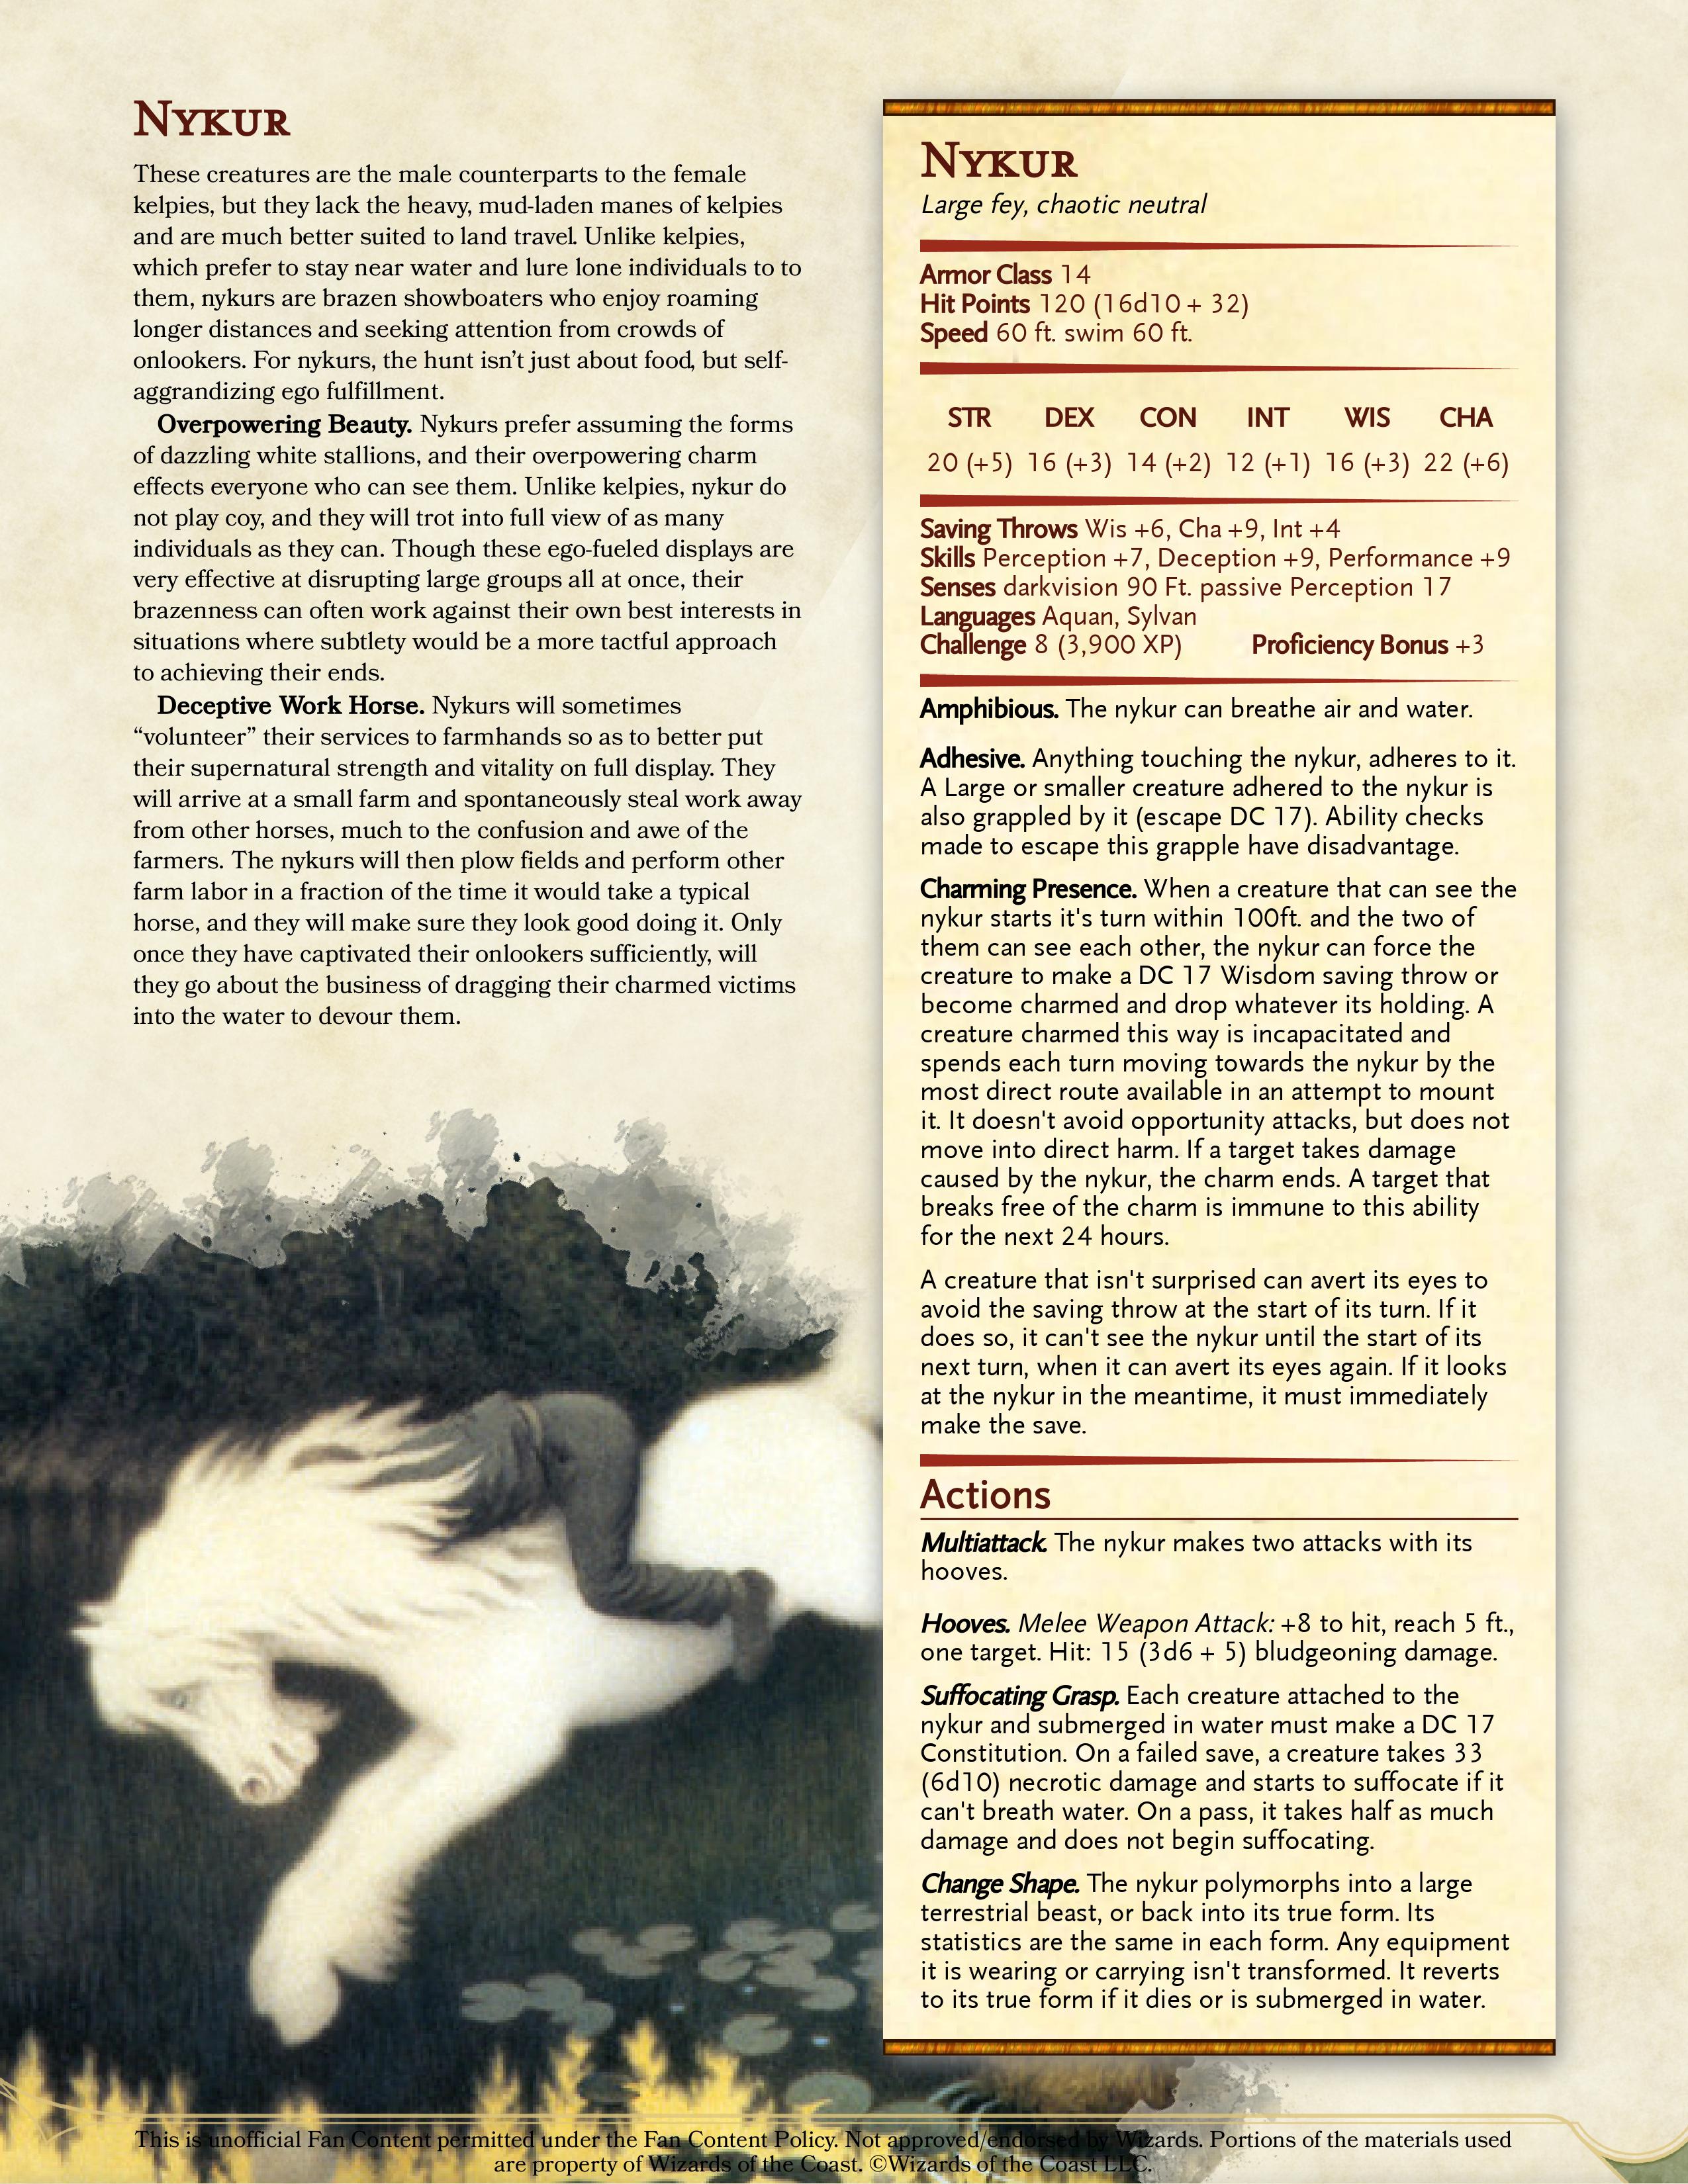 Nykur
These creatures are the male counterparts to the female
kelpies, but they lack the heavy, mud-laden manes of kelpies
and are much better suited to land travel. Unlike kelpies,
which prefer to stay near water and lure lone individuals to to
them, nykurs are brazen showboaters who enjoy roaming
longer distances and seeking attention from crowds of
onlookers. For nykurs, the hunt isn't just about food, but self-
aggrandizing ego fulfillment.
Overpowering Beauty. Nykurs prefer assuming the forms
of dazzling white stallions, and their overpowering charm
effects everyone who can see them. Unlike kelpies, nykur do
not play coy, and they will trot into full view of as many
individuals as they can. Though these ego-fueled displays are
very effective at disrupting large groups all at once, their
brazenness can often work against their own best interests in
situations where subtlety would be a more tactful approach
to achieving their ends.
Deceptive Work Horse. Nykurs will sometimes
“volunteer” their services to farmhands so as to better put
their supernatural strength and vitality on full display. They
will arrive at a small farm and spontaneously steal work away
from other horses, much to the confusion and awe of the
farmers. The nykurs will then plow fields and perform other
farm labor in a fraction of the time it would take a typical
horse, and they will make sure they look good doing it. Only
once they have captivated their onlookers sufficiently, will
they go about the business of dragging their charmed victims
into the water to devour them.
Nykur
Large fey, chaotic neutral
Armor Class 14
Hit Points 120 (16d10 + 32)
Speed 60 ft. swim 60 ft.
STR DEX CON INT WIS CHA
20 (+5) 16 (+3) 14 (+2) 12 (+1) 16 (+3) 22 (+6)
Saving Throws Wis +6, Cha +9, Int +4
Skills Perception +7, Deception +9, Performance +9
Senses darkvision 90 Ft. passive Perception 17
Languages Aquan, Sylvan
Challenge 8 (3,900 XP) Proficiency Bonus +3
Amphibious. The nykur can breathe air and water.
Adhesive. Anything touching the nykur, adheres to it.
A Large or smaller creature adhered to the nykur is
also grappled by it (escape DC 17). Ability checks
made to escape this grapple have disadvantage.
Charming Presence. When a creature that can see the
nykur starts it's turn within 100ft. and the two of
them can see each other, the nykur can force the
creature to make a DC 17 Wisdom saving throw or
become charmed and drop whatever its holding. A
creature charmed this way is incapacitated and
spends each turn moving towards the nykur by the
most direct route available in an attempt to mount
it. It doesn't avoid opportunity attacks, but does not
move into direct harm. If a target takes damage
caused by the nykur, the charm ends. A target that
breaks free of the charm is immune to this ability
for the next 24 hours.
A creature that isn't surprised can avert its eyes to
avoid the saving throw at the start of its turn. If it
does so, it can't see the nykur until the start of its
next turn, when it can avert its eyes again. If it looks
at the nykur in the meantime, it must immediately
make the save.
Actions
Multiattack. The nykur makes two attacks with its
hooves.
Hooves. Melee Weapon Attack: +8 to hit, reach 5 ft.,
one target. Hit: 15 (3d6 + 5) bludgeoning damage.
Suffocating Grasp. Each creature attached to the
nykur and submerged in water must make a DC 17
Constitution. On a failed save, a creature takes 33
(6d10) necrotic damage and starts to suffocate if it
can't breath water. On a pass, it takes half as much
damage and does not begin suffocating.
Change Shape. The nykur polymorphs into a large
terrestrial beast, or back into its true form. Its
statistics are the same in each form. Any equipment
it is wearing or carrying isn't transformed. It reverts
to its true form if it dies or is submerged in water.
This is unofficial Fan Content permitted under the Fan Content Policy. Not approved/endorsed by Wizards. Portions of the materials used
are property of Wizards of the Coast. ©Wizards of the Coast LLC.